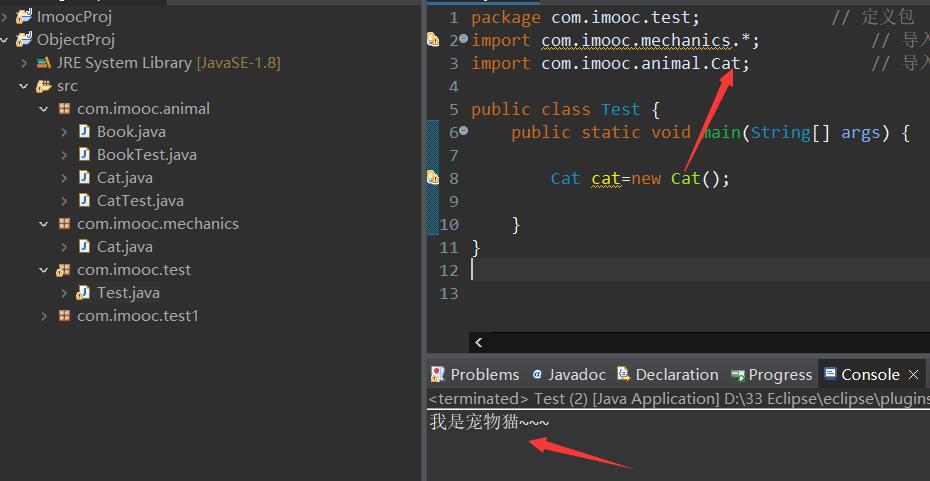 ImoocProj
ObjectProj
JRE System Library [JavaSE-1.8]
src
com.imooc.animal
Book.java
BookTest.java
Cat.java
CatTest.java
com.imooc.mechanics
Cat.java
com.imooc.test
Test.java
com.imooc.test1
1 package com.imooc.test; // 定义包
2 import com.imooc.mechanics.*; // 导入
3 import com.imooc.animal.Cat; // 导入
4
5 public class Test {
6 public static void main(String[] args) {
7
8 Cat cat=new Cat();
9
10 }
11 }
12
13
Problems @ Javadoc Declaration Progress Console
<terminated> Test (2) [Java Application] D:\33 Eclipse\eclipse\plugins
我是宠物猫~~~